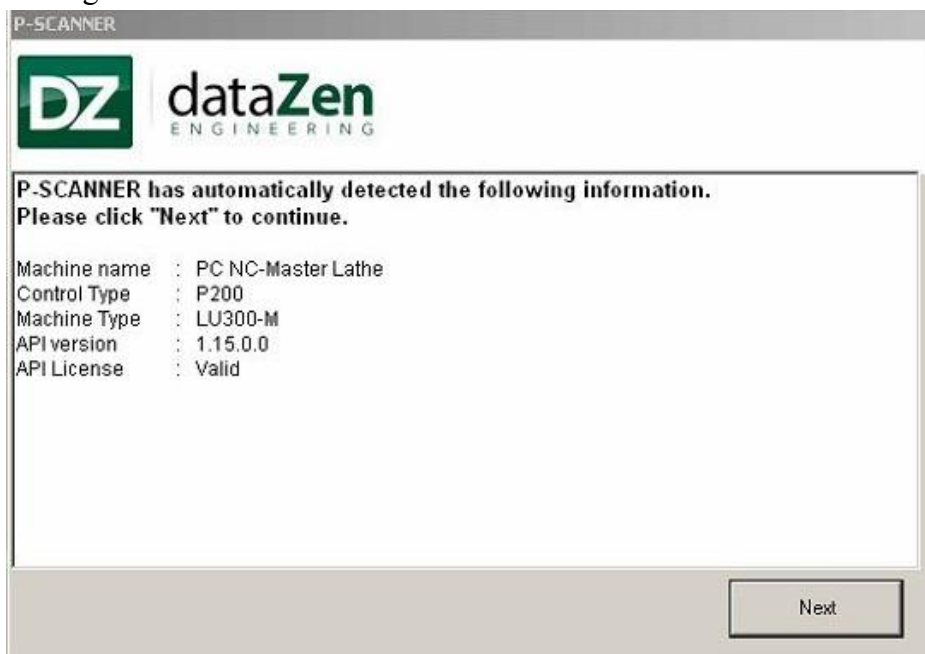 P-SCANNER
DZ
dataZen
ENGINEERING
P-SCANNER has automatically detected the following information.
Please click "Next" to continue.
Machine name : PC NC-Master Lathe
Control Type : P200
Machine Type : LU300-M
API version : 1.15.0.0
API License : Valid
Next